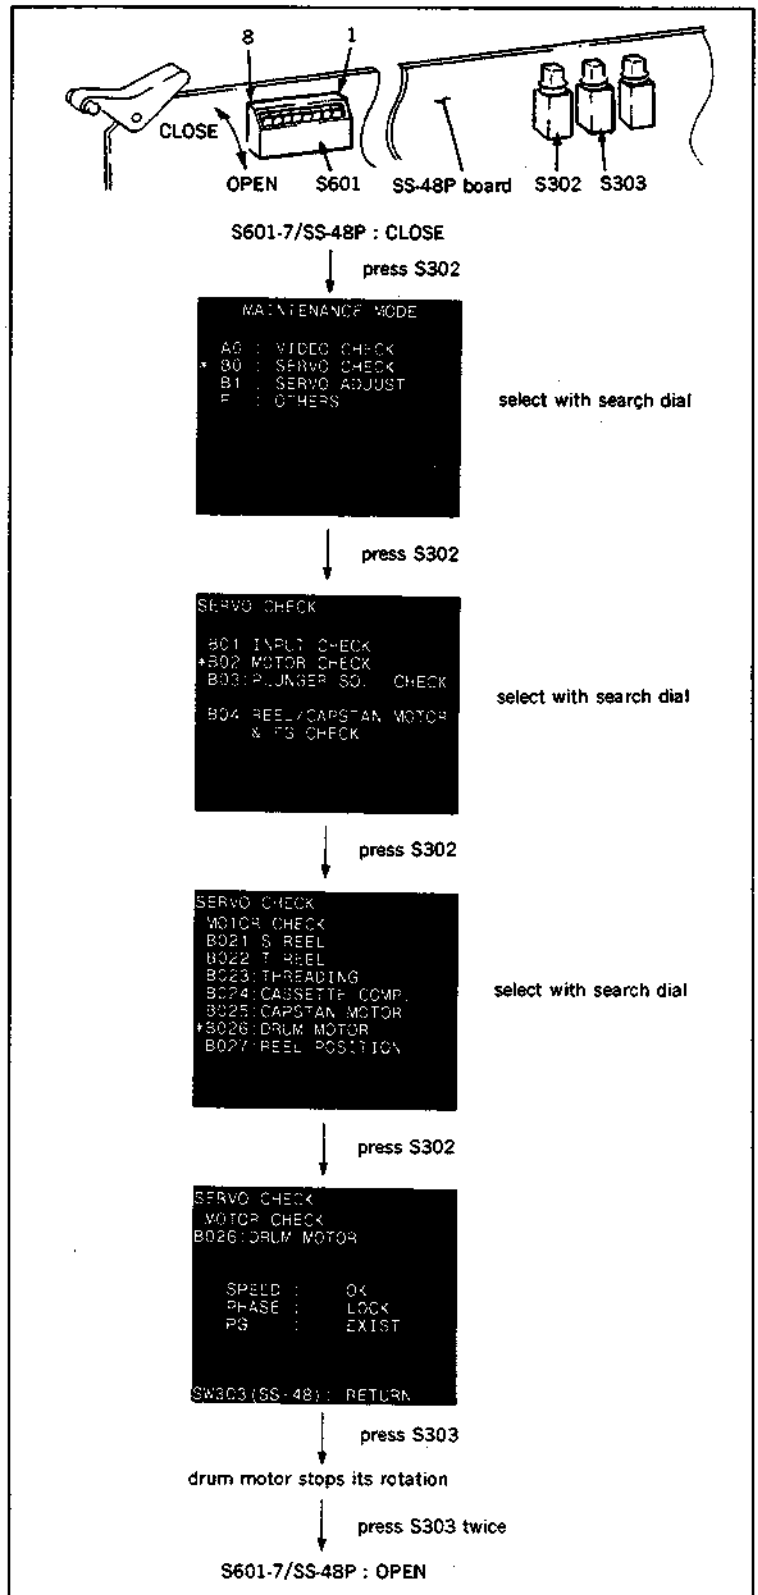 8 1
CLOSE
OPEN S601 SS-48P board S302 S303
S601-7/SS-48P : CLOSE
press S302
MAINTENANCE MODE
A0 : VIDEO CHECK
* B0 : SERVO CHECK
B1 : SERVO ADJUST
F : OTHERS
select with search dial
press S302
SERVO CHECK
B01 INPUT CHECK
*B02 MOTOR CHECK
B03:PLUNGER SOL CHECK
B04 REEL/CAPSTAN MOTOR
& FG CHECK
select with search dial
press S302
SERVO CHECK
MOTOR CHECK
B021 S REEL
B022 T REEL
B023:THREADING
B024:CASSETTE COMP.
B025:CAPSTAN MOTOR
*B026:DRUM MOTOR
B027:REEL POSITION
select with search dial
press S302
SERVO CHECK
MOTOR CHECK
B026:DRUM MOTOR
SPEED : OK
PHASE : LOCK
PG : EXIST
SW303(SS-48): RETURN
press S303
drum motor stops its rotation
press S303 twice
S601-7/SS-48P : OPEN